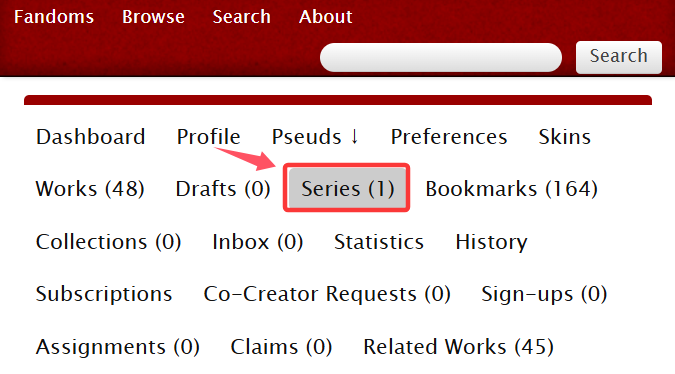 Fandoms Browse Search About
Search
Dashboard Profile Pseuds ↓ Preferences Skins
Works (48) Drafts (0) Series (1) Bookmarks (164)
Collections (0) Inbox (0) Statistics History
Subscriptions Co-Creator Requests (0) Sign-ups (0)
Assignments (0) Claims (0) Related Works (45)